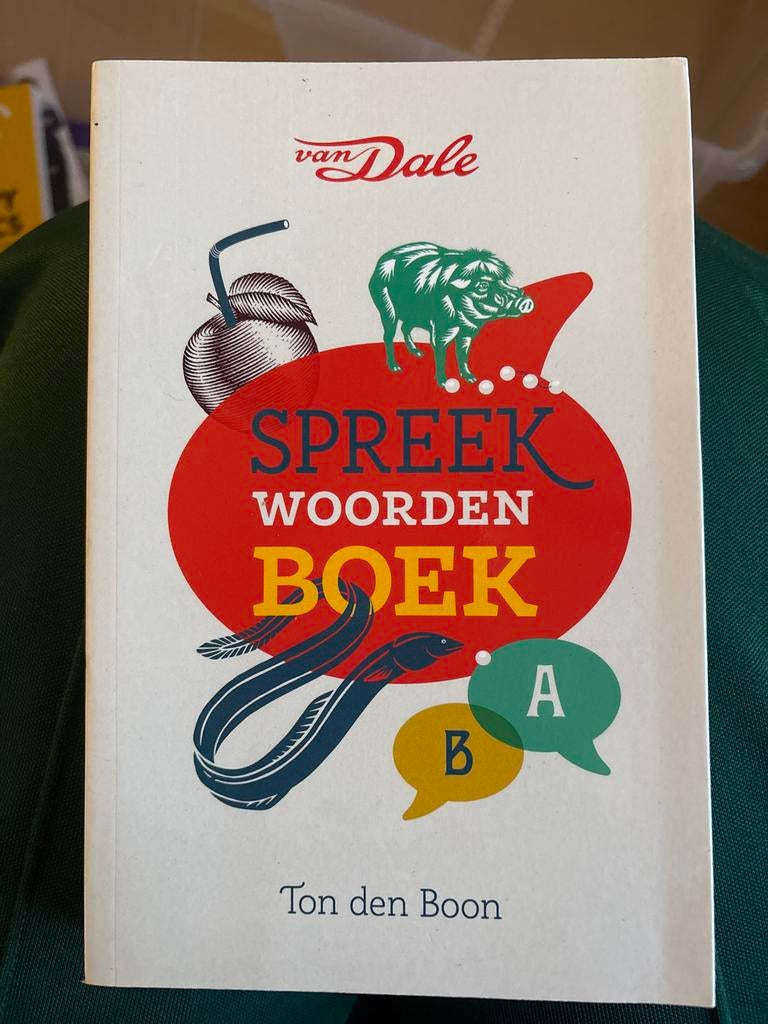 van Dale
SPREEK
WOORDEN
BOEK
A
B
Ton den Boon